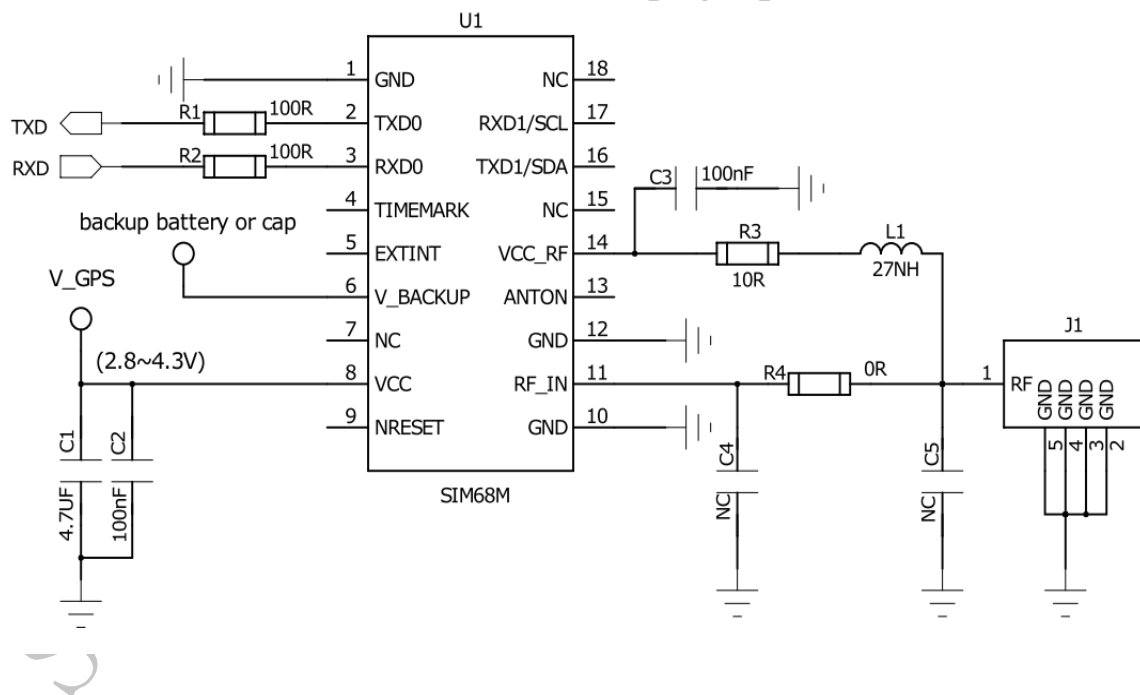 U1
1 GND NC 18
TXD R1 100R 2 TXD0 RXD1/SCL 17
RXD R2 100R 3 RXD0 TXD1/SDA 16
C3 100nF
4 TIMEMARK NC 15
backup battery or cap
5 EXTINT VCC_RF 14 R3 10R L1 27NH
V_GPS
6 V_BACKUP ANTON 13
7 NC GND 12
J1
(2.8~4.3V)
8 VCC RF_IN 11 R4 0R 1 RF
GND GND GND GND
5 4 3 2
9 NRESET GND 10
C1 4.7UF
C2 100nF
C4 NC
C5 NC
SIM68M